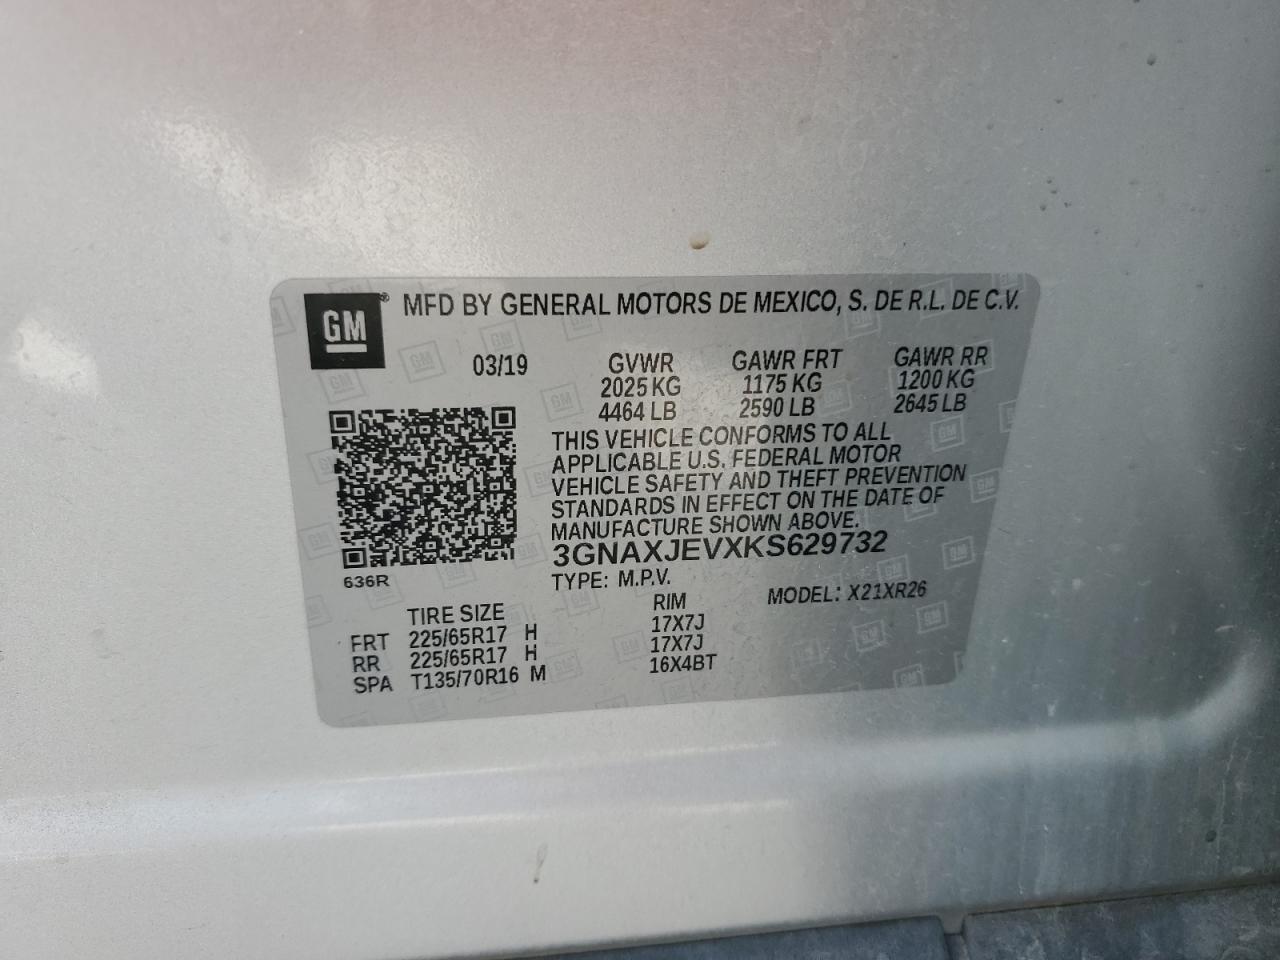 GM ® MFD BY GENERAL MOTORS DE MEXICO, S. DE R.L. DE C.V.
03/19 GVWR GAWR FRT GAWR RR
2025 KG 1175 KG 1200 KG
4464 LB 2590 LB 2645 LB
THIS VEHICLE CONFORMS TO ALL
APPLICABLE U.S. FEDERAL MOTOR
VEHICLE SAFETY AND THEFT PREVENTION
STANDARDS IN EFFECT ON THE DATE OF
MANUFACTURE SHOWN ABOVE.
3GNAXJEVXKS629732
636R
TYPE: M.P.V. MODEL: X21XR26
TIRE SIZE RIM
FRT 225/65R17 H 17X7J
RR 225/65R17 H 17X7J
SPA T135/70R16 M 16X4BT